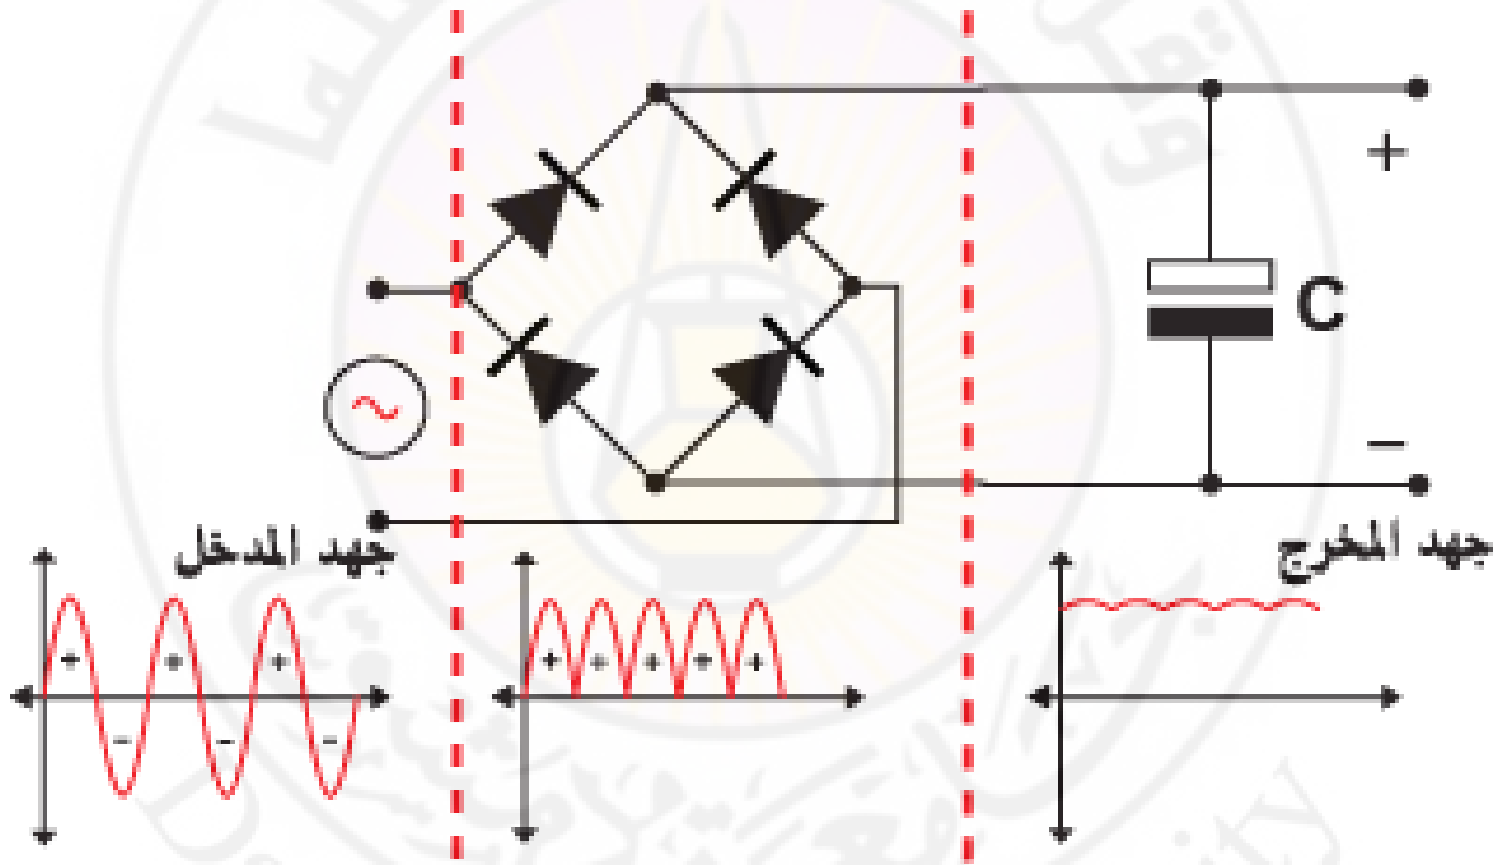 +
C
−
جهد المدخل
جهد المخرج
+ + +
− − −
+ + + + +